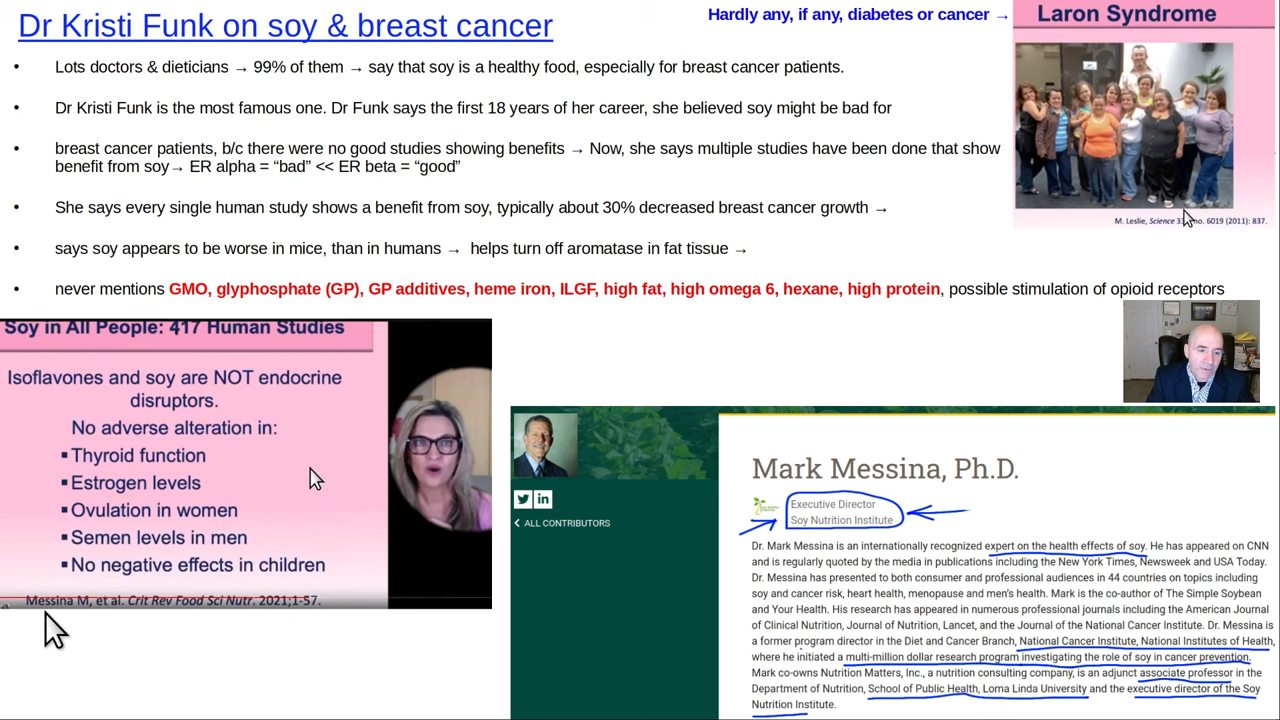 Dr Kristi Funk on soy & breast cancer
Hardly any, if any, diabetes or cancer →
Laron Syndrome
• Lots doctors & dieticians → 99% of them → say that soy is a healthy food, especially for breast cancer patients.
• Dr Kristi Funk is the most famous one. Dr Funk says the first 18 years of her career, she believed soy might be bad for
• breast cancer patients, b/c there were no good studies showing benefits → Now, she says multiple studies have been done that show
benefit from soy→ ER alpha = “bad” << ER beta = “good”
• She says every single human study shows a benefit from soy, typically about 30% decreased breast cancer growth →
M. Leslie, Science 33 no. 6019 (2011): 837.
• says soy appears to be worse in mice, than in humans → helps turn off aromatase in fat tissue →
• never mentions GMO, glyphosphate (GP), GP additives, heme iron, ILGF, high fat, high omega 6, hexane, high protein, possible stimulation of opioid receptors
Soy in All People: 417 Human Studies
Isoflavones and soy are NOT endocrine
disruptors.
No adverse alteration in:
▪Thyroid function
▪Estrogen levels
▪Ovulation in women
▪Semen levels in men
▪No negative effects in children
Messina M, et al. Crit Rev Food Sci Nutr. 2021;1-57.
Mark Messina, Ph.D.
Executive Director
Soy Nutrition Institute
in
< ALL CONTRIBUTORS
Dr. Mark Messina is an internationally recognized expert on the health effects of soy. He has appeared on CNN
and is regularly quoted by the media in publications including the New York Times, Newsweek and USA Today.
Dr. Messina has presented to both consumer and professional audiences in 44 countries on topics including
soy and cancer risk, heart health, menopause and men’s health. Mark is the co-author of The Simple Soybean
and Your Health. His research has appeared in numerous professional journals including the American Journal
of Clinical Nutrition, Journal of Nutrition, Lancet, and the Journal of the National Cancer Institute. Dr. Messina is
a former program director in the Diet and Cancer Branch, National Cancer Institute, National Institutes of Health,
where he initiated a multi-million dollar research program investigating the role of soy in cancer prevention.
Mark co-owns Nutrition Matters, Inc., a nutrition consulting company, is an adjunct associate professor in the
Department of Nutrition, School of Public Health, Loma Linda University and the executive director of the Soy
Nutrition Institute.